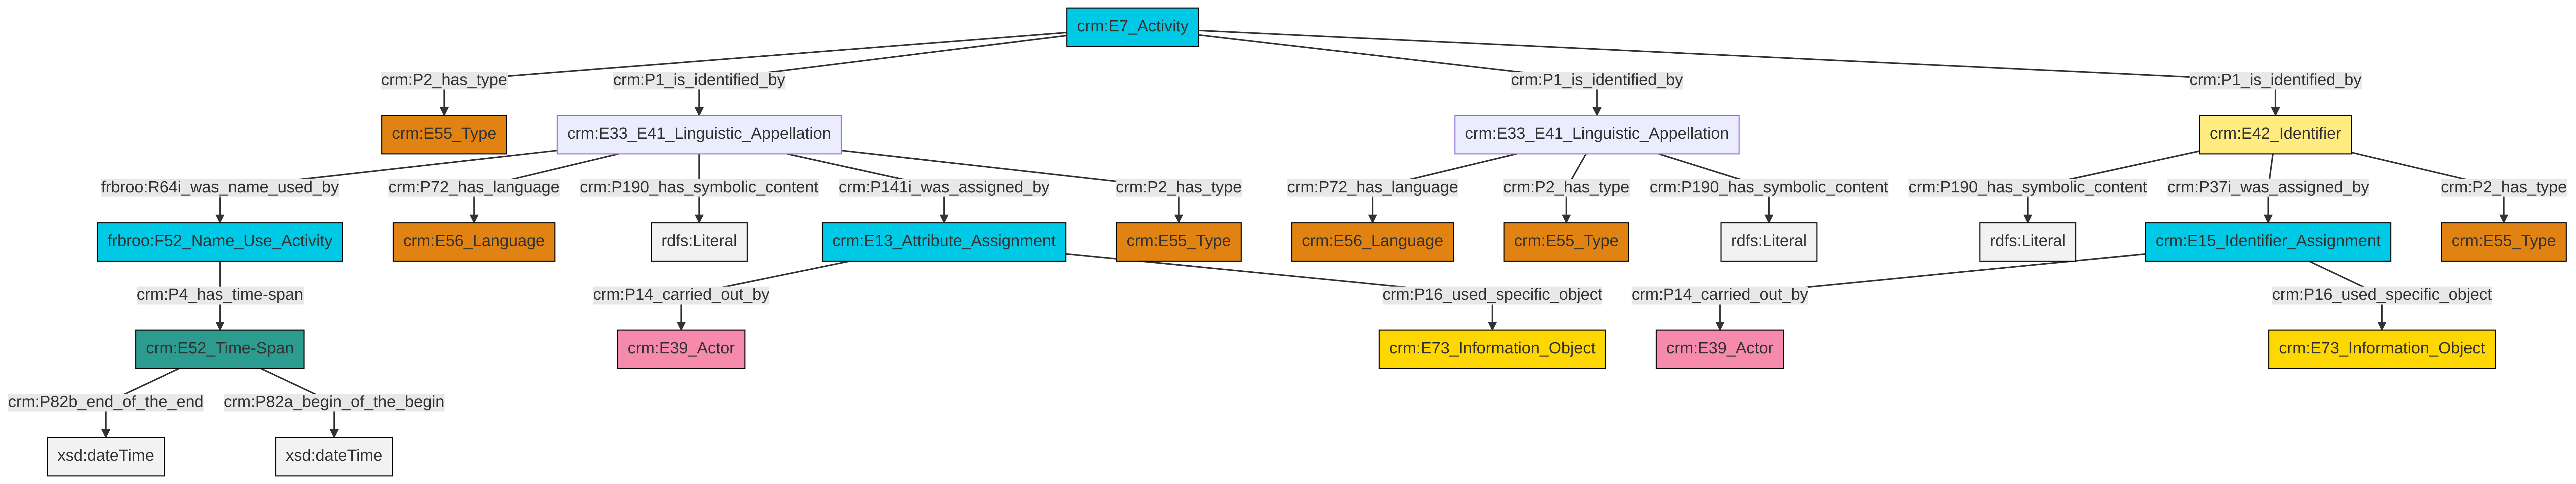 crm:E7_Activity
crm:P2_has_type
crm:P1_is_identified_by
crm:P1_is_identified_by
crm:P1_is_identified_by
crm:E55_Type
crm:E33_E41_Linguistic_Appellation
crm:E33_E41_Linguistic_Appellation
crm:E42_Identifier
frbroo:R64i_was_name_used_by
crm:P72_has_language
crm:P190_has_symbolic_content
crm:P141i_was_assigned_by
crm:P2_has_type
crm:P72_has_language
crm:P2_has_type
crm:P190_has_symbolic_content
crm:P190_has_symbolic_content
crm:P37i_was_assigned_by
crm:P2_has_type
frbroo:F52_Name_Use_Activity
crm:E56_Language
rdfs:Literal
crm:E13_Attribute_Assignment
crm:E55_Type
crm:E56_Language
crm:E55_Type
rdfs:Literal
rdfs:Literal
crm:E15_Identifier_Assignment
crm:E55_Type
crm:P4_has_time-span
crm:P14_carried_out_by
crm:P16_used_specific_object
crm:P14_carried_out_by
crm:P16_used_specific_object
crm:E52_Time-Span
crm:E39_Actor
crm:E73_Information_Object
crm:E39_Actor
crm:E73_Information_Object
crm:P82b_end_of_the_end
crm:P82a_begin_of_the_begin
xsd:dateTime
xsd:dateTime